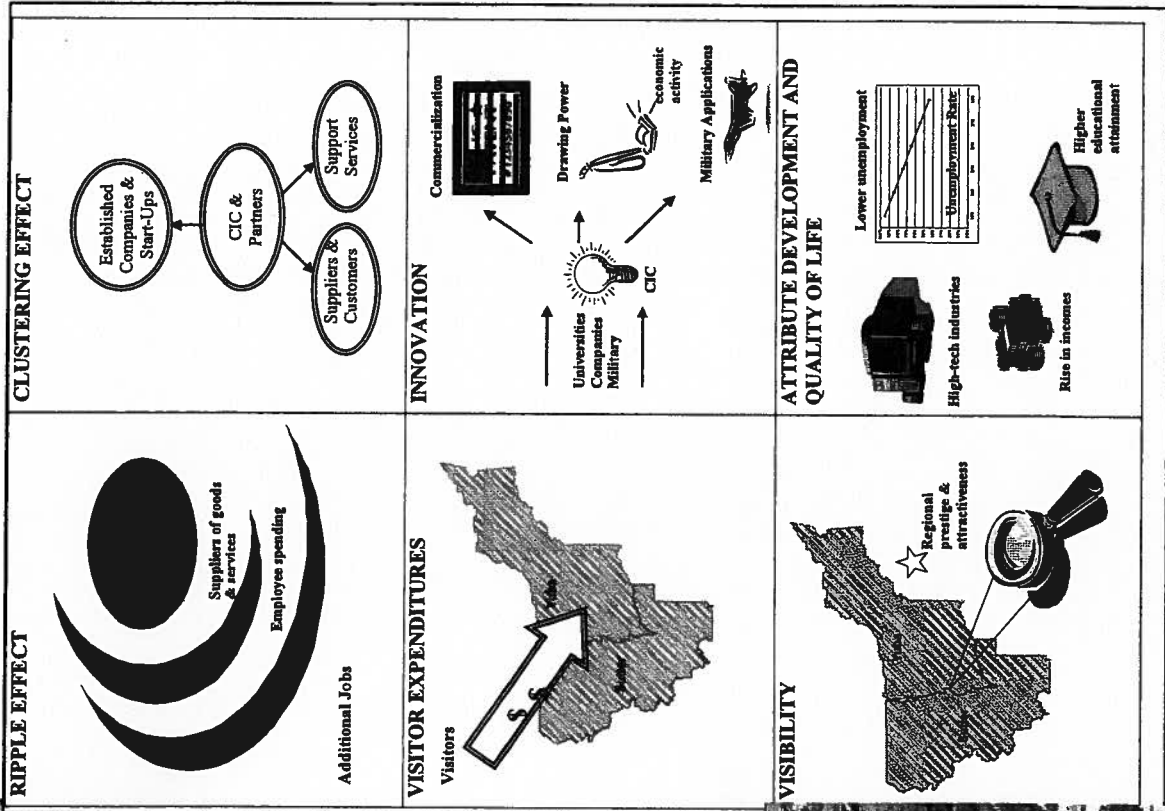 RIPPLE EFFECT
Suppliers of goods
& services
Employee spending
Additional Jobs
CLUSTERING EFFECT
Established
Companies &
Start-Ups
CIC &
Partners
Suppliers &
Customers
Support
Services
VISITOR EXPENDITURES
Visitors
$ $
Yuba
Sutter
INNOVATION
Universities
Companies
Military
CIC
Commercialization
Drawing Power
economic
activity
Military Applications
VISIBILITY
Regional
prestige &
attractiveness
ATTRIBUTE DEVELOPMENT AND
QUALITY OF LIFE
High-tech industries
Lower unemployment
Unemployment Rate
Rise in incomes
Higher
educational
attainment